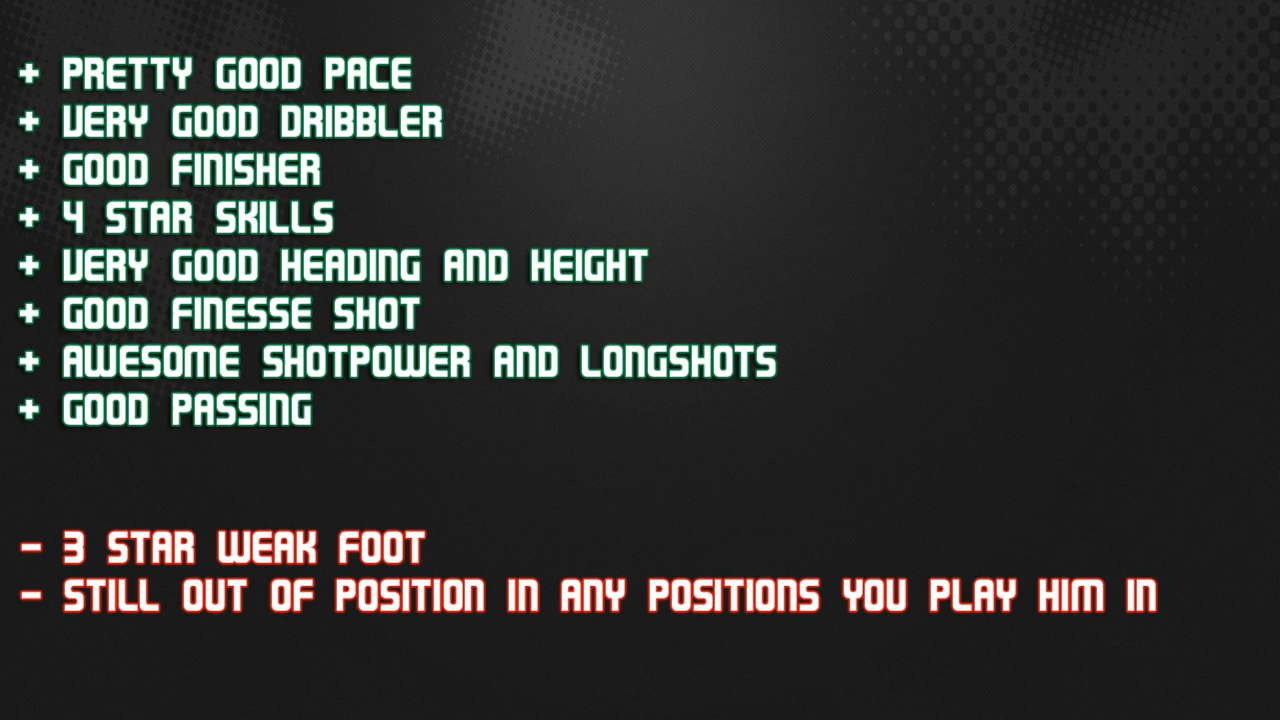 + PRETTY GOOD PACE
+ VERY GOOD DRIBBLER
+ GOOD FINISHER
+ 4 STAR SKILLS
+ VERY GOOD HEADING AND HEIGHT
+ GOOD FINESSE SHOT
+ AWESOME SHOTPOWER AND LONGSHOTS
+ GOOD PASSING
- 3 STAR WEAK FOOT
- STILL OUT OF POSITION IN ANY POSITIONS YOU PLAY HIM IN